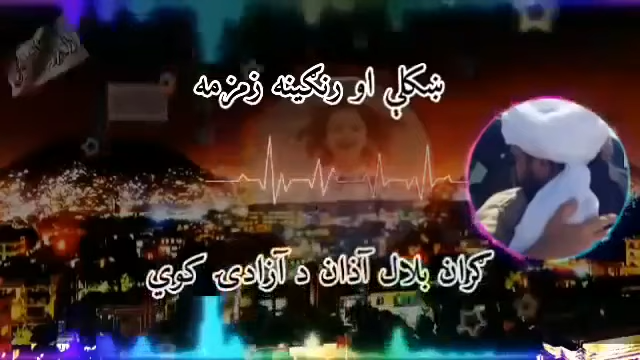 ښکلې او رنګینه زمزمه
ګران بلال آذان د آزادۍ کوي